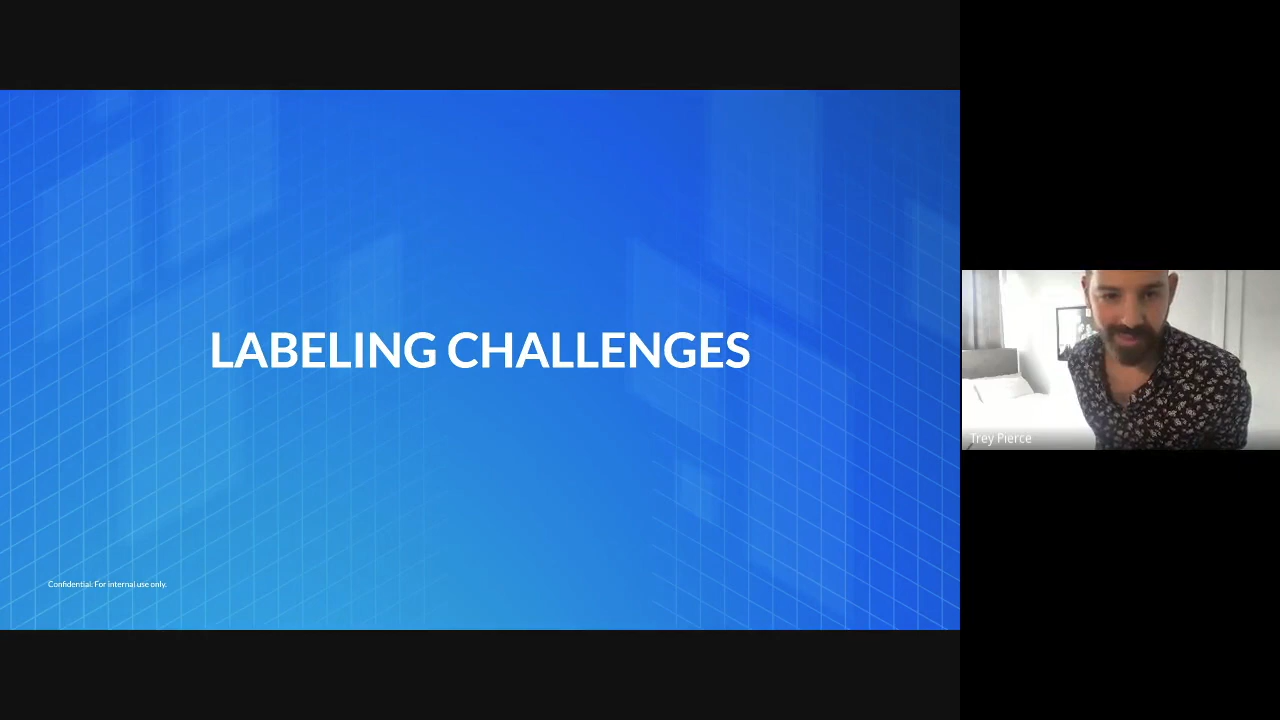 LABELING CHALLENGES
Confidential. For internal use only.
Trey Pierce